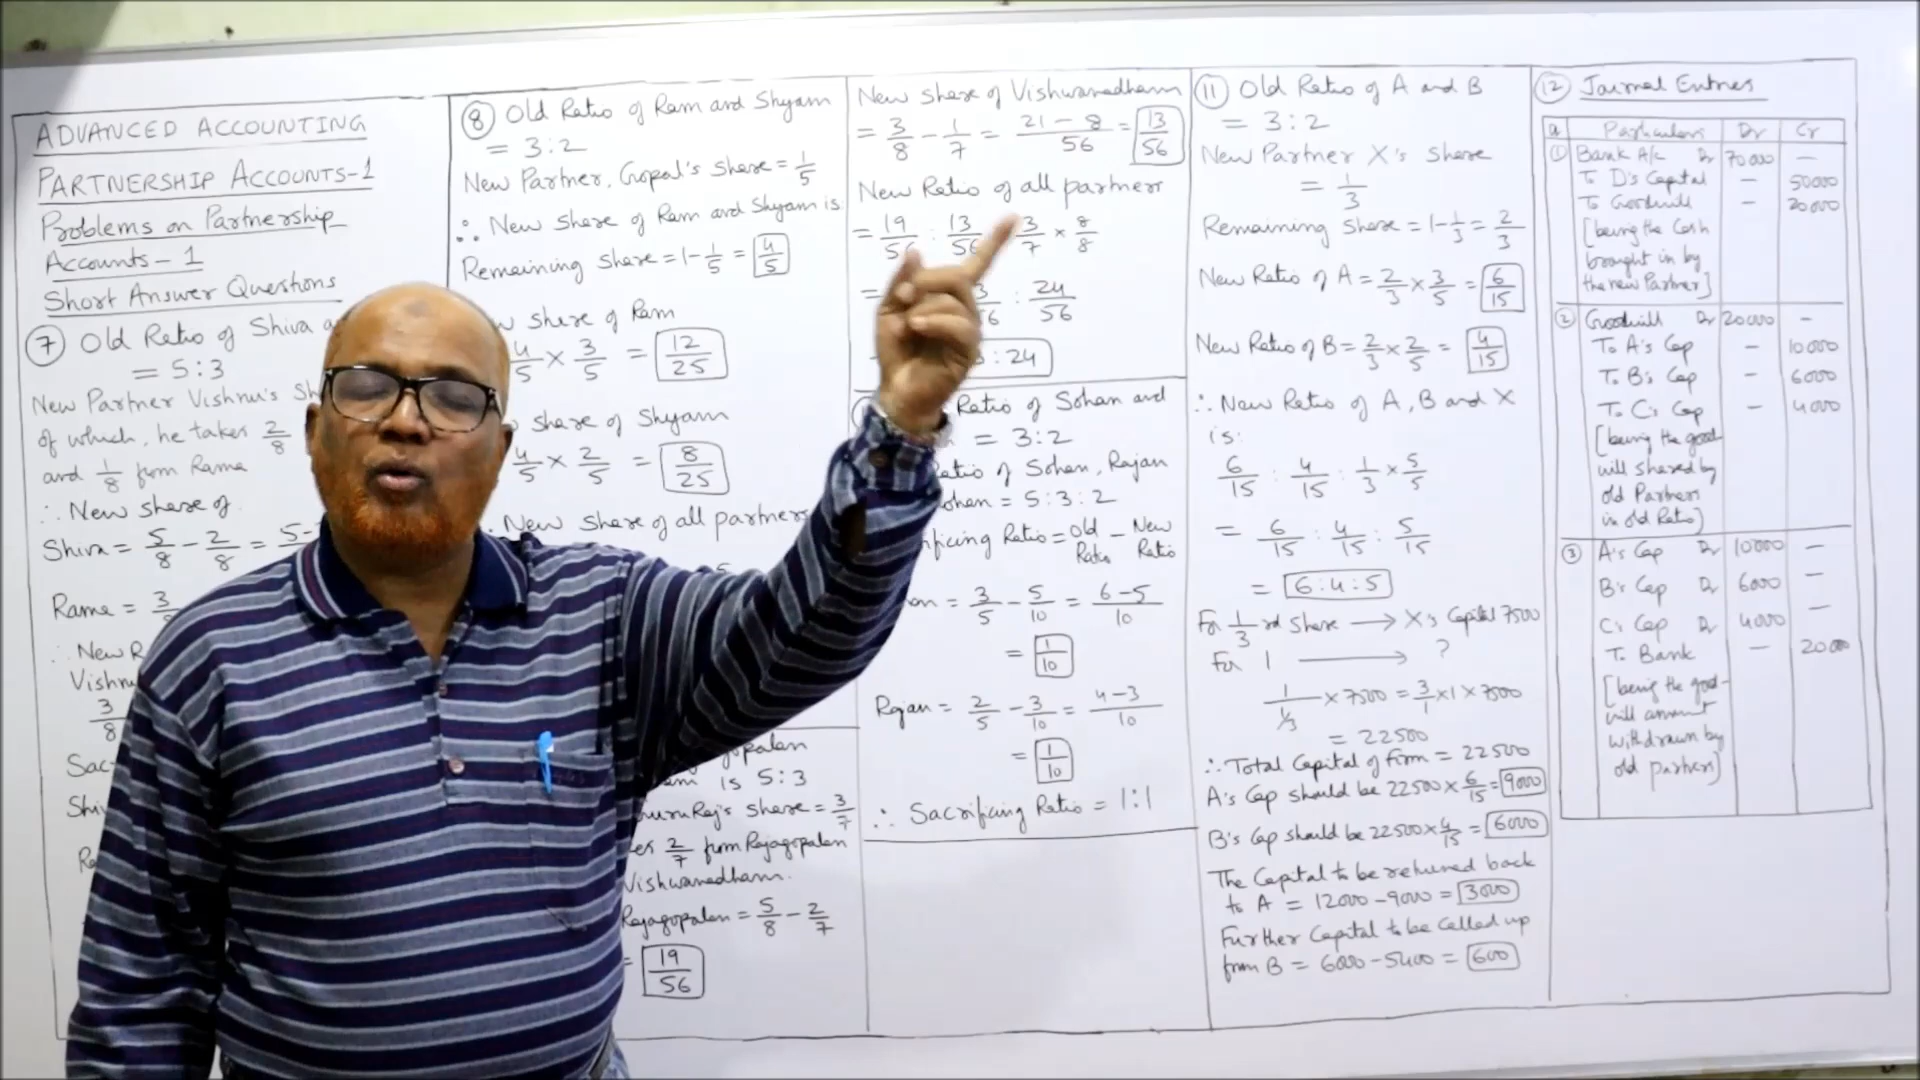 ADVANCED ACCOUNTING
PARTNERSHIP ACCOUNTS-1
Problems on Partnership
Accounts-1
Short Answer Questions
7 Old Ratio of Shiva
= 5:3
New Partner Vishnu's
of which, he takes 2/8
and 1/8 from Rama
∴ New share of
Shiva = 5/8 - 2/8 =
Rama = 3/
∴ New
3/8
8 Old Ratio of Ram and Shyam
= 3:2
New Partner, Gopal's Share = 1/5
∴ New Share of Ram and Shyam is
Remaining Share = 1-1/5 = 4/5
share of Ram
4/5 × 3/5 = 12/25
share of Shyam
4/5 × 2/5 = 8/25
New Share of all partners
is 5:3
share = 3/7
2/7 from Rajagopalan
Vishwanadham.
Rajagopalan = 5/8 - 2/7
= 19/56
New share of Vishwanadham
= 3/8 - 1/7 = 21-8/56 = 13/56
New Ratio of all partners
= 19/56 : 13/56 3/7 × 8/8
= : 24/56
: 24
Ratio of Sohan and
= 3:2
Ratio of Sohan, Rajan
= 5:3:2
Ratio = Old Ratio - New Ratio
= 3/5 - 5/10 = 6-5/10
= 1/10
Rajan = 2/5 - 3/10 = 4-3/10
= 1/10
∴ Sacrificing Ratio = 1:1
11 Old Ratio of A and B
= 3:2
New Partner X's share
= 1/3
Remaining Share = 1-1/3 = 2/3
New Ratio of A = 2/3 × 3/5 = 6/15
New Ratio of B = 2/3 × 2/5 = 4/15
∴ New Ratio of A, B and X
is:
6/15 : 4/15 : 1/3 × 5/5
= 6/15 : 4/15 : 5/15
= 6:4:5
For 1/3 rd Share → X's Capital 7500
For 1 → ?
1/1/3 × 7500 = 3/1 × 1 × 7500
= 22500
∴ Total Capital of firm = 22500
A's Cap should be 22500 × 6/15 = 9000
B's Cap should be 22500 × 4/15 = 6000
The Capital to be returned back
to A = 12000-9000 = 3000
Further Capital to be called up
from B = 6000-5400 = 600
12 Journal Entries
a Particulars Dr Cr
1 Bank A/c Dr 70000 —
To D's Capital — 50000
To Goodwill — 20000
[being the Cash
brought in by
the new Partner]
2 Goodwill Dr 20000 —
To A's Cap — 10000
To B's Cap — 6000
To C's Cap — 4000
[being the good
will shared by
old Partners
in old Ratio]
3 A's Cap Dr 10000 —
B's Cap Dr 6000 —
C's Cap Dr 4000 —
To Bank — 20000
[being the good-
will amount
withdrawn by
old partners]